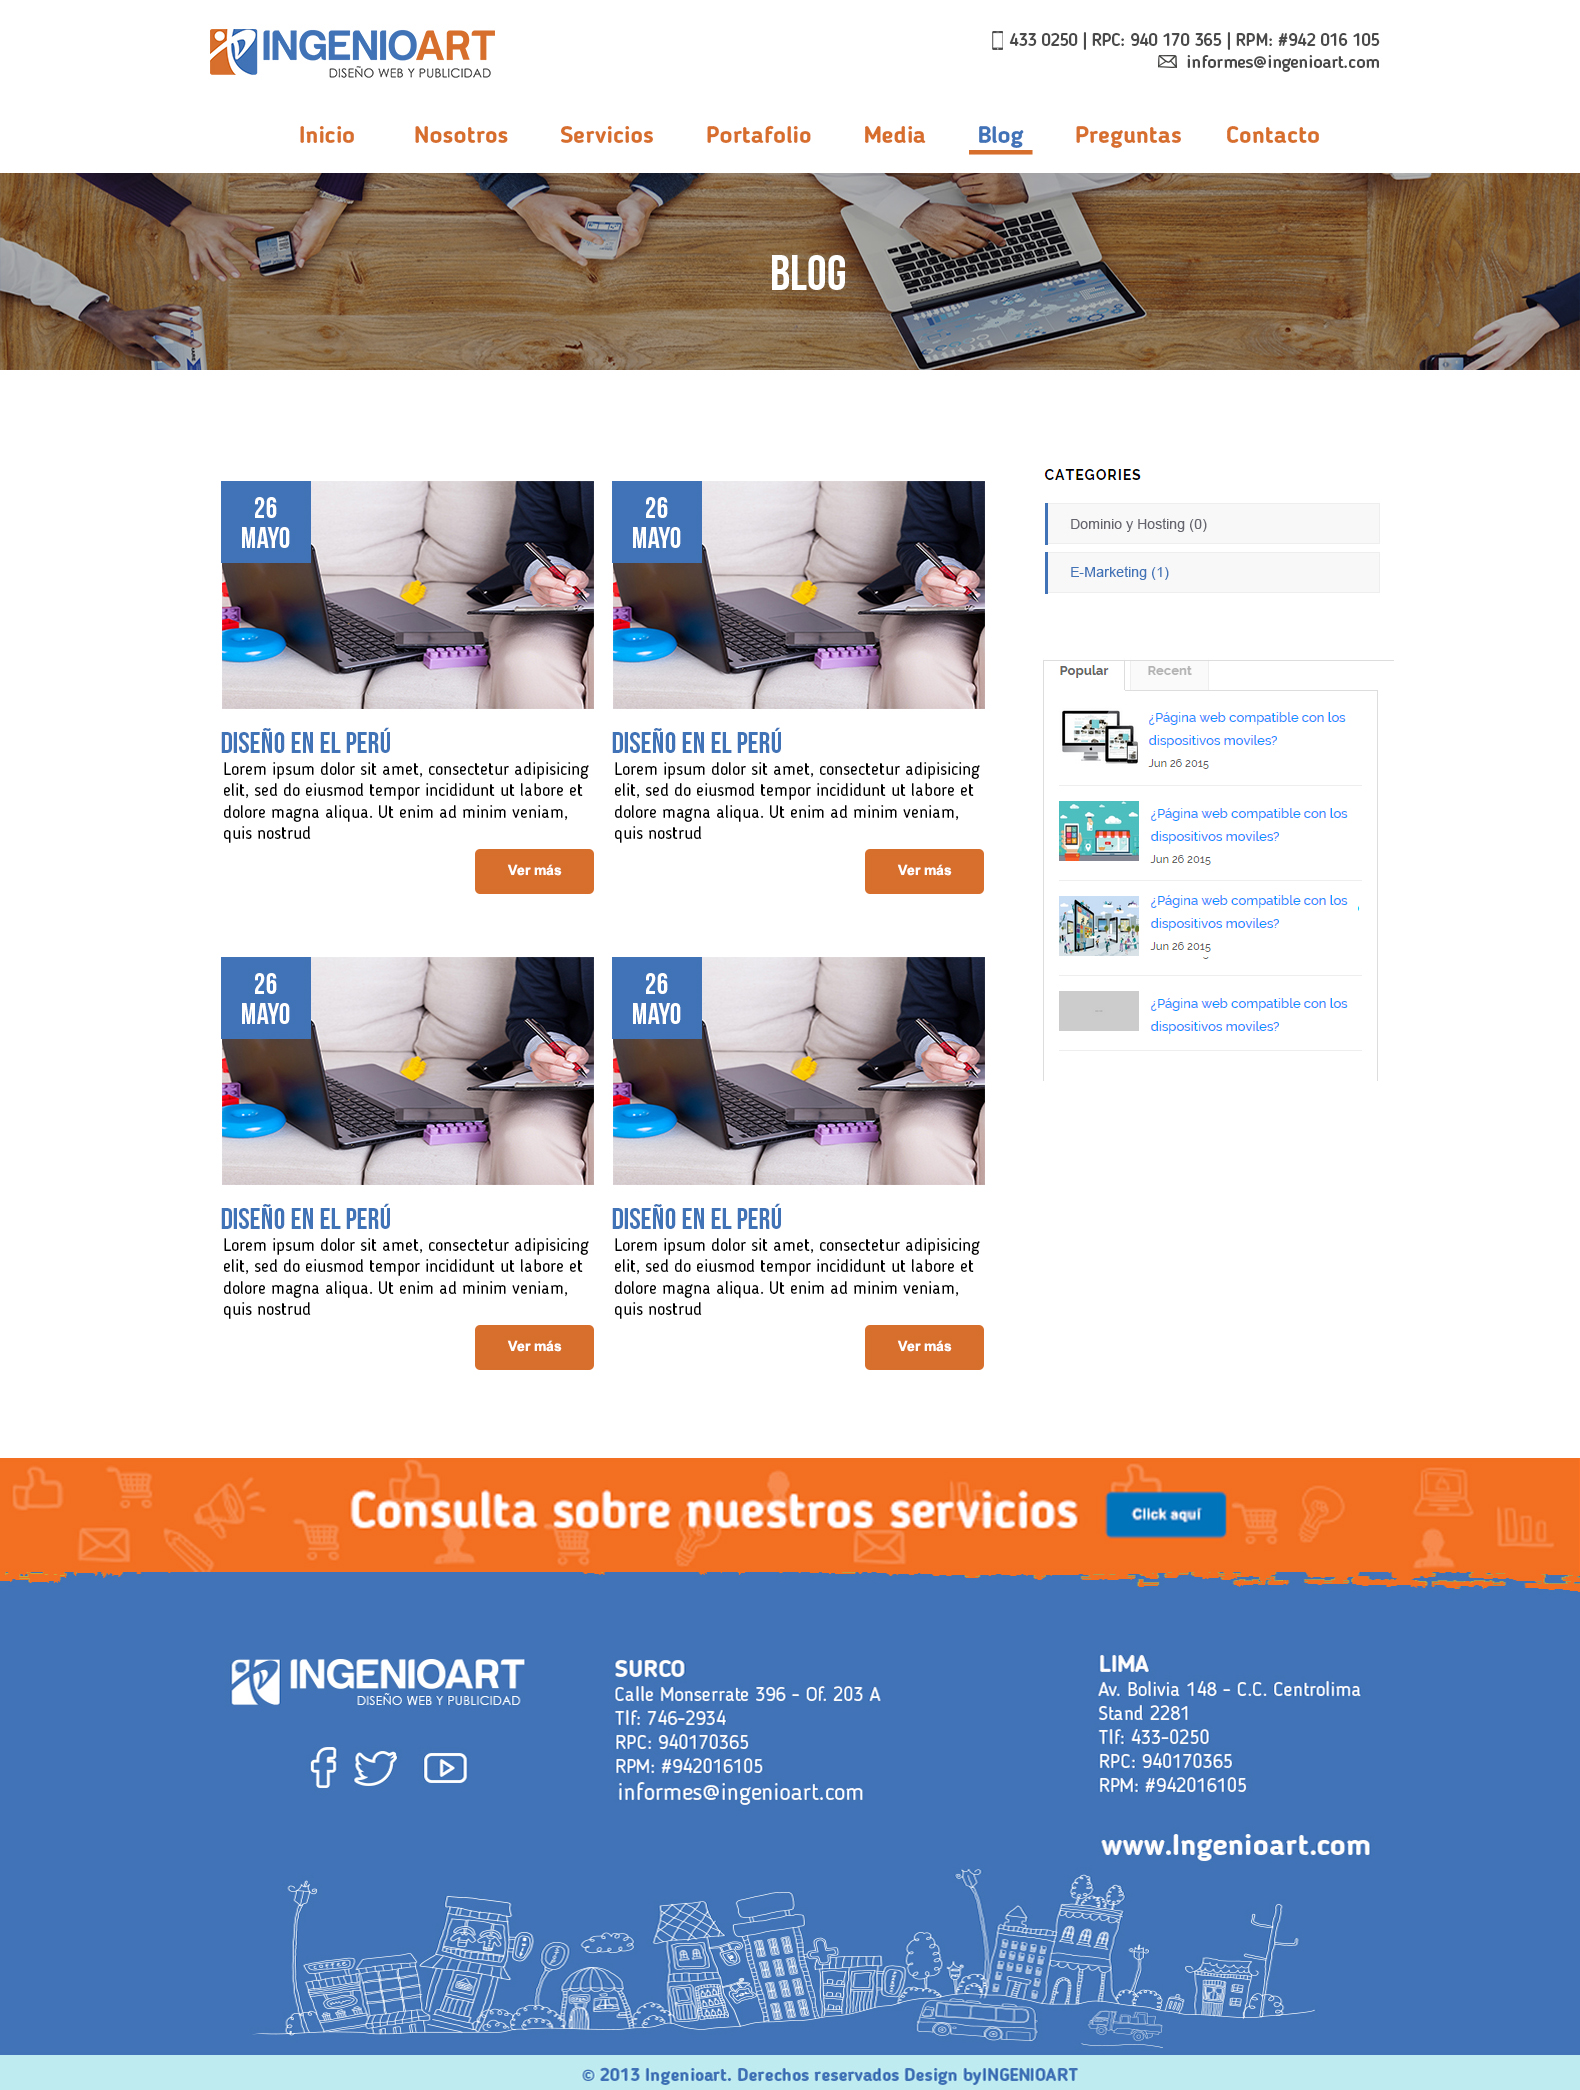 INGENIOART
DISEÑO WEB Y PUBLICIDAD
433 0250 | RPC: 940 170 365 | RPM: #942 016 105
informes@ingenioart.com
Inicio Nosotros Servicios Portafolio Media Blog Preguntas Contacto
BLOG
26
MAYO
DISEÑO EN EL PERÚ
Lorem ipsum dolor sit amet, consectetur adipisicing
elit, sed do eiusmod tempor incididunt ut labore et
dolore magna aliqua. Ut enim ad minim veniam,
quis nostrud
Ver más
26
MAYO
DISEÑO EN EL PERÚ
Lorem ipsum dolor sit amet, consectetur adipisicing
elit, sed do eiusmod tempor incididunt ut labore et
dolore magna aliqua. Ut enim ad minim veniam,
quis nostrud
Ver más
26
MAYO
DISEÑO EN EL PERÚ
Lorem ipsum dolor sit amet, consectetur adipisicing
elit, sed do eiusmod tempor incididunt ut labore et
dolore magna aliqua. Ut enim ad minim veniam,
quis nostrud
Ver más
26
MAYO
DISEÑO EN EL PERÚ
Lorem ipsum dolor sit amet, consectetur adipisicing
elit, sed do eiusmod tempor incididunt ut labore et
dolore magna aliqua. Ut enim ad minim veniam,
quis nostrud
Ver más
CATEGORIES
Dominio y Hosting (0)
E-Marketing (1)
Popular Recent
¿Página web compatible con los
dispositivos moviles?
Jun 26 2015
¿Página web compatible con los
dispositivos moviles?
Jun 26 2015
¿Página web compatible con los
dispositivos moviles?
Jun 26 2015
¿Página web compatible con los
dispositivos moviles?
Consulta sobre nuestros servicios
Click aquí
INGENIOART
DISEÑO WEB Y PUBLICIDAD
SURCO
Calle Monserrate 396 - Of. 203 A
Tlf: 746-2934
RPC: 940170365
RPM: #942016105
informes@ingenioart.com
LIMA
Av. Bolivia 148 - C.C. Centrolima
Stand 2281
Tlf: 433-0250
RPC: 940170365
RPM: #942016105
www.Ingenioart.com
© 2013 Ingenioart. Derechos reservados Design byINGENIOART